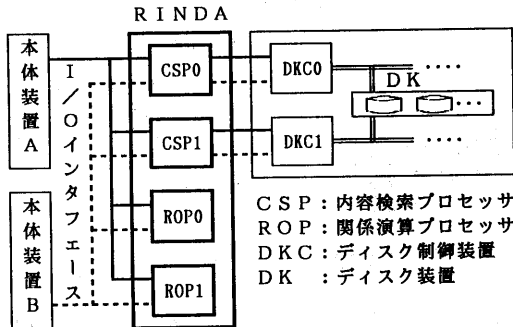 RINDA
本体装置A
I/Oインタフェース
本体装置B
CSP0
CSP1
ROP0
ROP1
DKC0
DKC1
DK
‥‥
‥‥
CSP:内容検索プロセッサ
ROP:関係演算プロセッサ
DKC:ディスク制御装置
DK:ディスク装置